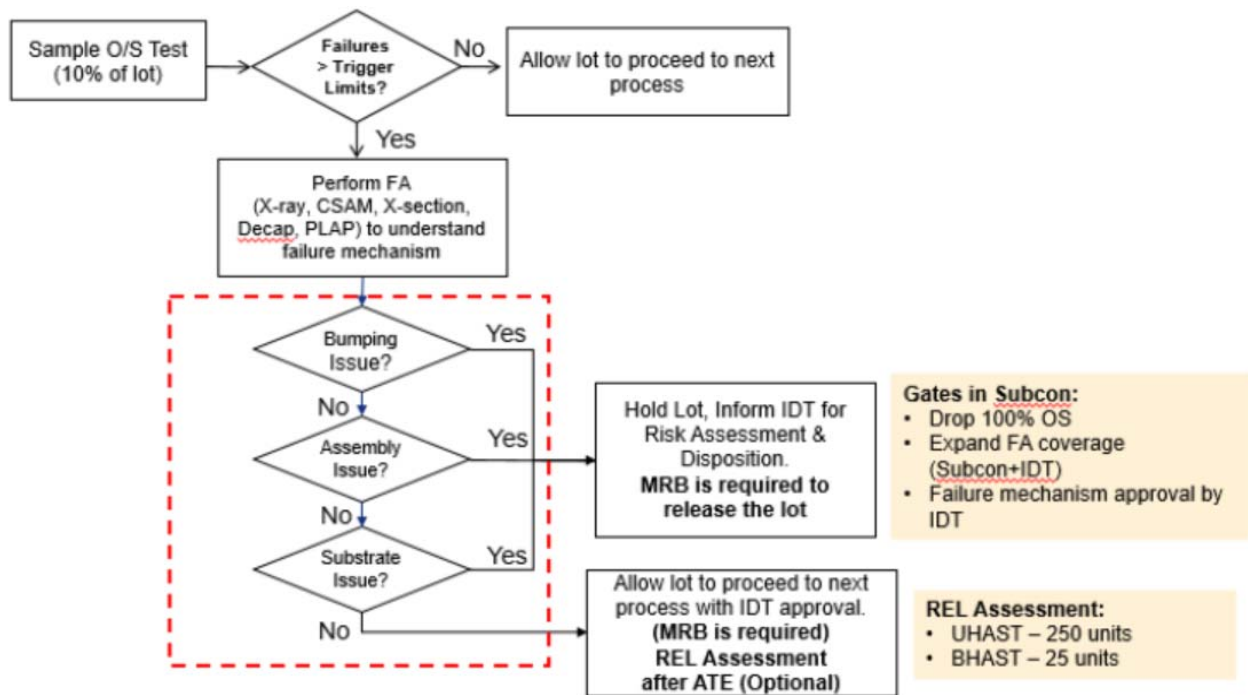 Sample O/S Test
(10% of lot)
Failures
> Trigger
Limits?
No
Allow lot to proceed to next
process
Yes
Perform FA
(X-ray, CSAM, X-section,
Decap, PLAP) to understand
failure mechanism
Bumping
Issue?
Yes
No
Assembly
Issue?
Yes
No
Substrate
Issue?
Yes
No
Hold Lot, Inform IDT for
Risk Assessment &
Disposition.
MRB is required to
release the lot
Gates in Subcon:
• Drop 100% OS
• Expand FA coverage
(Subcon+IDT)
• Failure mechanism approval by
IDT
Allow lot to proceed to next
process with IDT approval.
(MRB is required)
REL Assessment
after ATE (Optional)
REL Assessment:
• UHAST – 250 units
• BHAST – 25 units